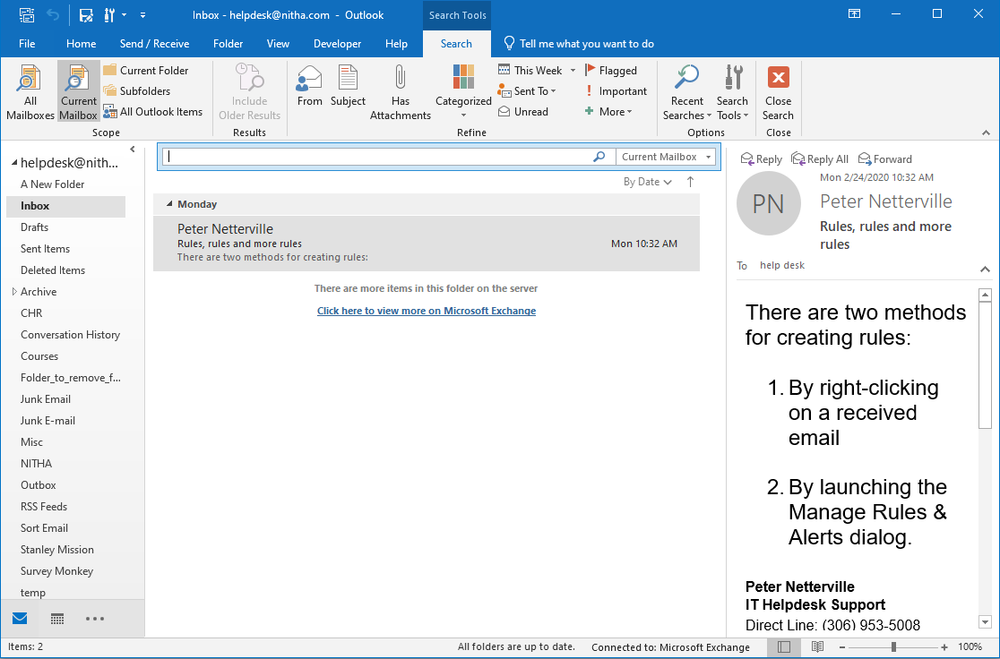 Inbox - helpdesk@nitha.com - Outlook
Search Tools
File
Home
Send / Receive
Folder
View
Developer
Help
Search
Tell me what you want to do
All
Mailboxes
Current
Mailbox
Current Folder
Subfolders
All Outlook Items
Scope
Include
Older Results
Results
From
Subject
Has
Attachments
Categorized
This Week
Sent To
Unread
Flagged
Important
More
Refine
Recent
Searches
Search
Tools
Options
Close
Search
Close
helpdesk@nith...
A New Folder
Inbox
Drafts
Sent Items
Deleted Items
Archive
CHR
Conversation History
Courses
Folder_to_remove_f...
Junk Email
Junk E-mail
Misc
NITHA
Outbox
RSS Feeds
Sort Email
Stanley Mission
Survey Monkey
temp
Current Mailbox
By Date
Monday
Peter Netterville
Rules, rules and more rules
Mon 10:32 AM
There are two methods for creating rules:
There are more items in this folder on the server
Click here to view more on Microsoft Exchange
Reply
Reply All
Forward
Mon 2/24/2020 10:32 AM
PN
Peter Netterville
Rules, rules and more
rules
To help desk
There are two methods
for creating rules:
1. By right-clicking
on a received
email
2. By launching the
Manage Rules &
Alerts dialog.
Peter Netterville
IT Helpdesk Support
Direct Line: (306) 953-5008
Items: 2
All folders are up to date.
Connected to: Microsoft Exchange
100%